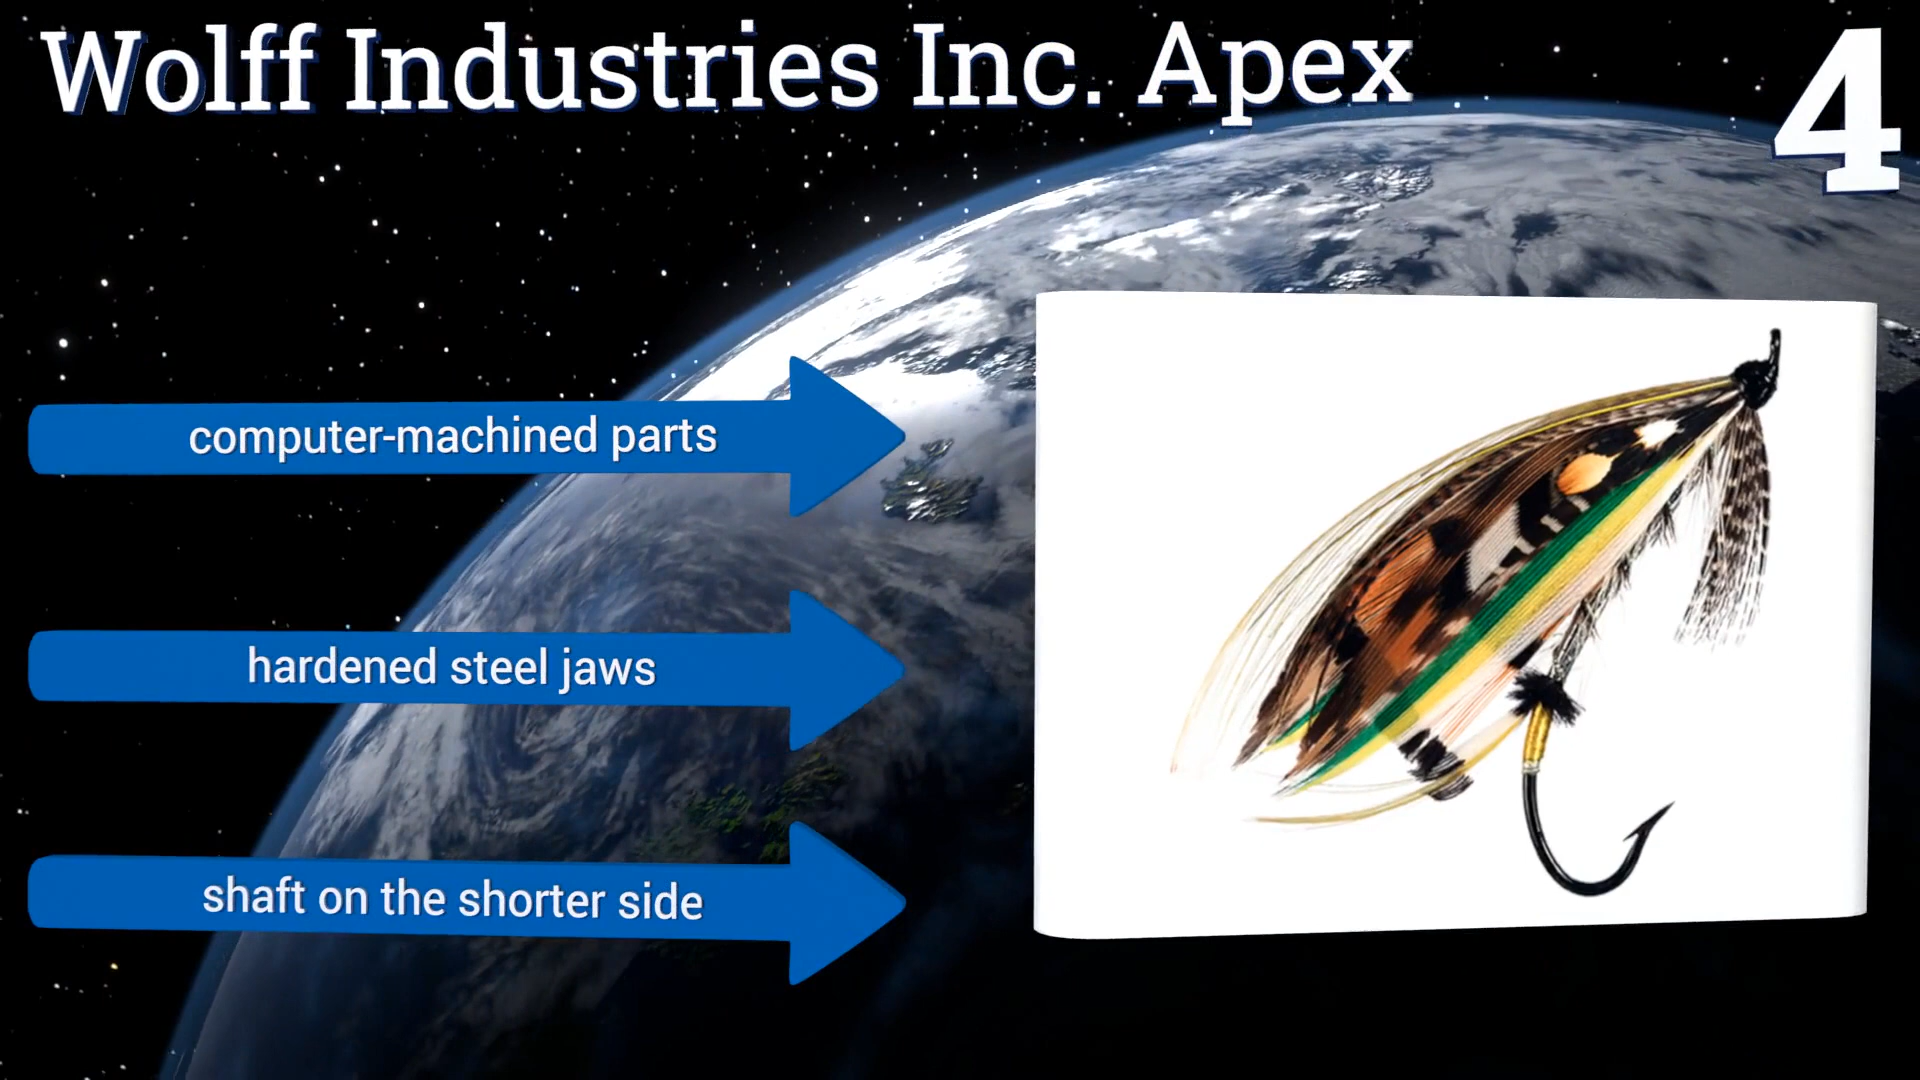 Wolff Industries Inc. Apex
4
computer-machined parts
hardened steel jaws
shaft on the shorter side